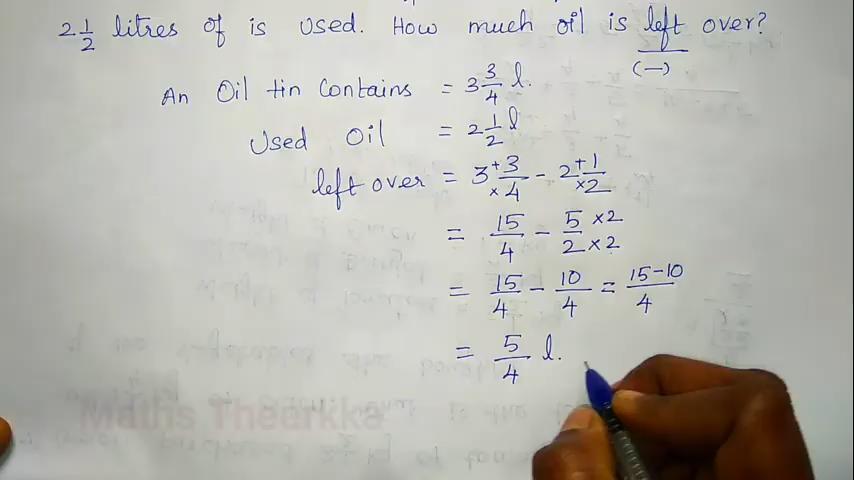 2 1/2 litres of is used. How much oil is left over?
(—)
An Oil tin Contains = 3 3/4 l.
Used Oil = 2 1/2 l
left over = 3 + 3/× 4 - 2 + 1/× 2
= 15/4 - 5/2 ×2/×2
= 15/4 - 10/4 = 15-10/4
= 5/4 l.
Maths Theerkka